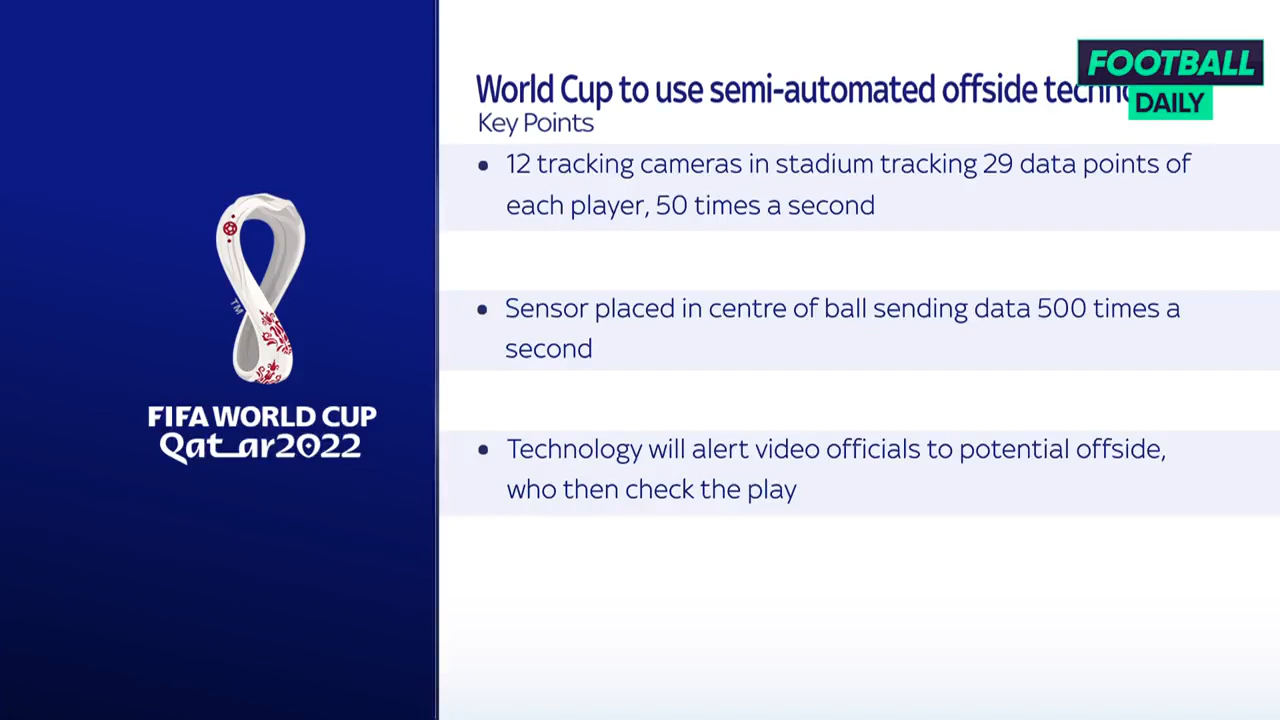 FOOTBALL
DAILY
World Cup to use semi-automated offside
Key Points
• 12 tracking cameras in stadium tracking 29 data points of
each player, 50 times a second
• Sensor placed in centre of ball sending data 500 times a
second
• Technology will alert video officials to potential offside,
who then check the play
TM
FIFA WORLD CUP
Qatar2022